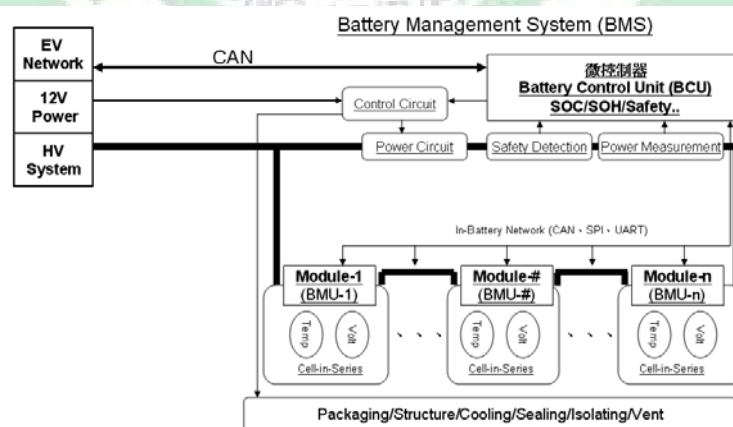 Battery Management System (BMS)
EV
Network
CAN
微控制器
Battery Control Unit (BCU)
SOC/SOH/Safety..
12V
Power
Control Circuit
HV
System
Power Circuit
Safety Detection
Power Measurement
In-Battery Network (CAN、SPI、UART)
Module-1
(BMU-1)
Module-#
(BMU-#)
Module-n
(BMU-n)
Temp
Volt
Temp
Volt
Temp
Volt
Cell-in-Series
Cell-in-Series
Cell-in-Series
Packaging/Structure/Cooling/Sealing/Isolating/Vent